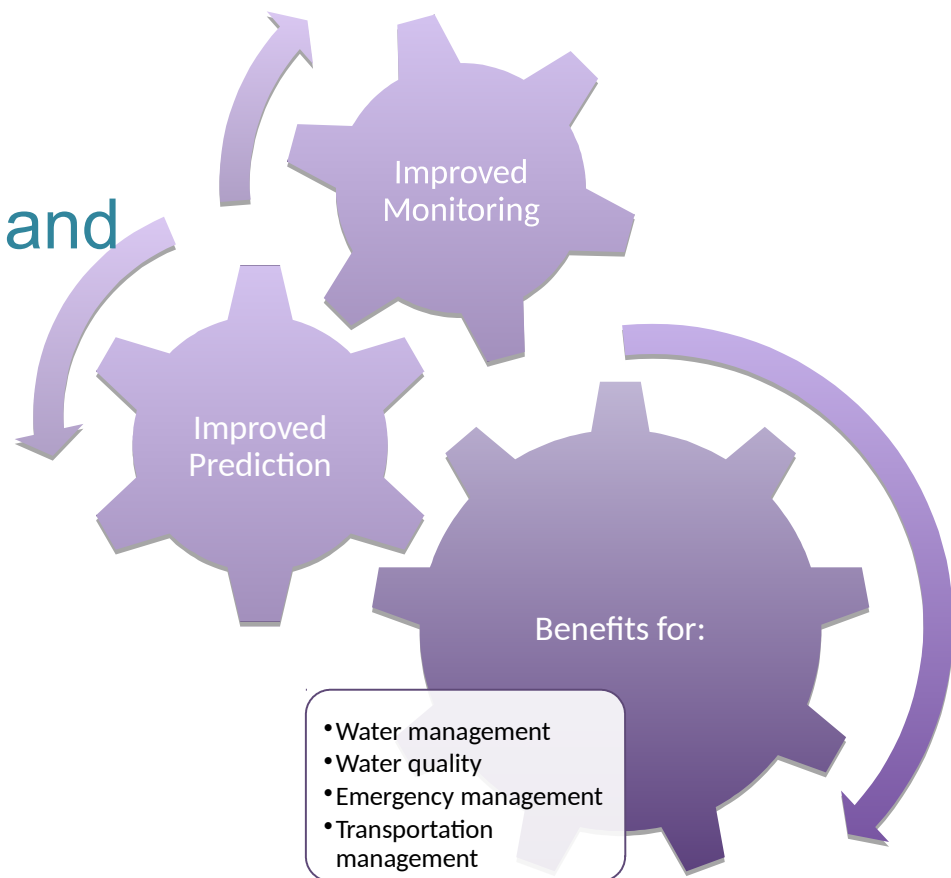 Improved
Monitoring
and
Improved
Prediction
Benefits for:
•Water management
•Water quality
•Emergency management
•Transportation
management